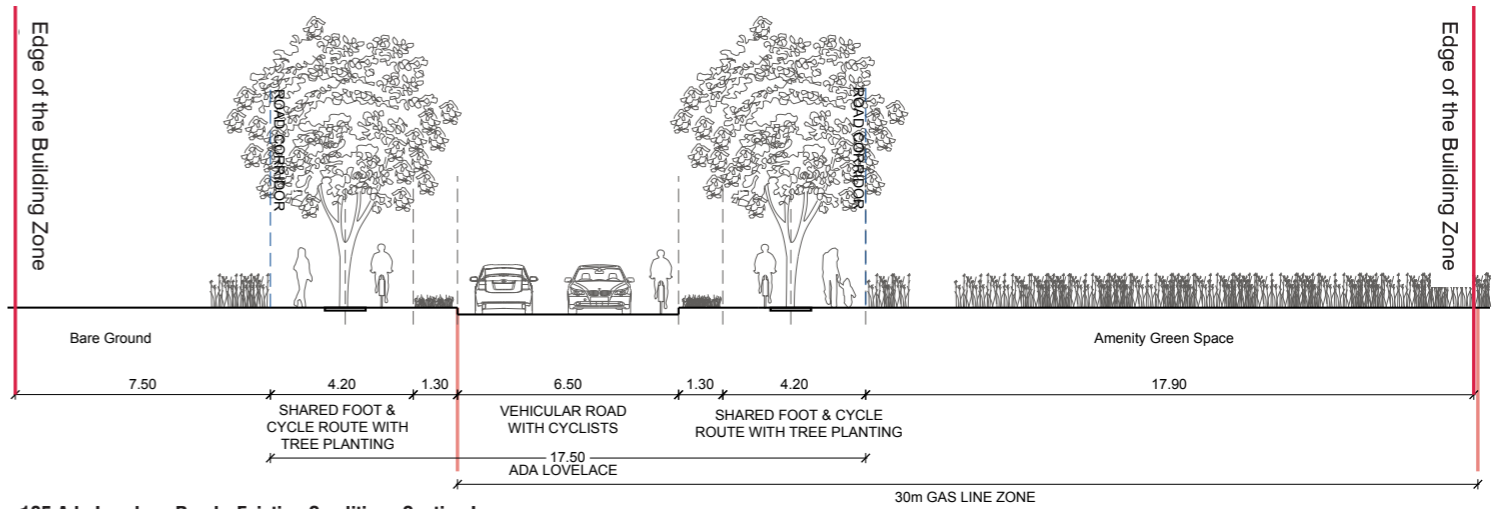 Edge of the Building Zone
ROAD CORRIDOR
ROAD CORRIDOR
Edge of the Building Zone
Bare Ground
Amenity Green Space
7.50
4.20
1.30
6.50
1.30
4.20
17.90
SHARED FOOT &
CYCLE ROUTE WITH
TREE PLANTING
VEHICULAR ROAD
WITH CYCLISTS
SHARED FOOT & CYCLE
ROUTE WITH TREE PLANTING
17.50
ADA LOVELACE
30m GAS LINE ZONE